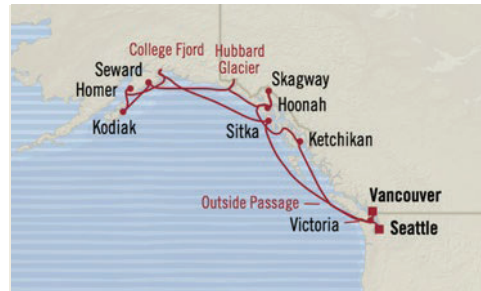 College Fjord
Hubbard
Glacier
Seward
Skagway
Homer
Hoonah
Kodiak
Sitka
Ketchikan
Outside Passage
Vancouver
Victoria
Seattle